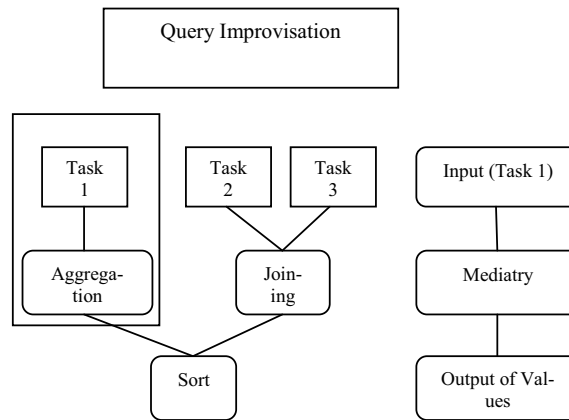 Query Improvisation
Task
1
Task
2
Task
3
Input (Task 1)
Aggrega-
tion
Join-
ing
Mediatry
Sort
Output of Val-
ues